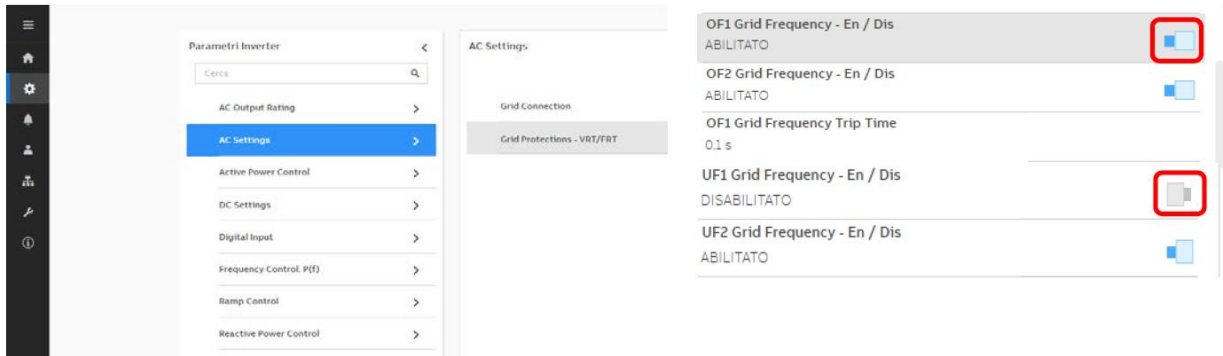 Parametri Inverter
Cerca
AC Output Rating
AC Settings
Active Power Control
DC Settings
Digital Input
Frequency Control. P(f)
Ramp Control
Reactive Power Control
AC Settings
Grid Connection
Grid Protections - VRT/FRT
OF1 Grid Frequency - En / Dis
ABILITATO
OF2 Grid Frequency - En / Dis
ABILITATO
OF1 Grid Frequency Trip Time
0.1 s
UF1 Grid Frequency - En / Dis
DISABILITATO
UF2 Grid Frequency - En / Dis
ABILITATO